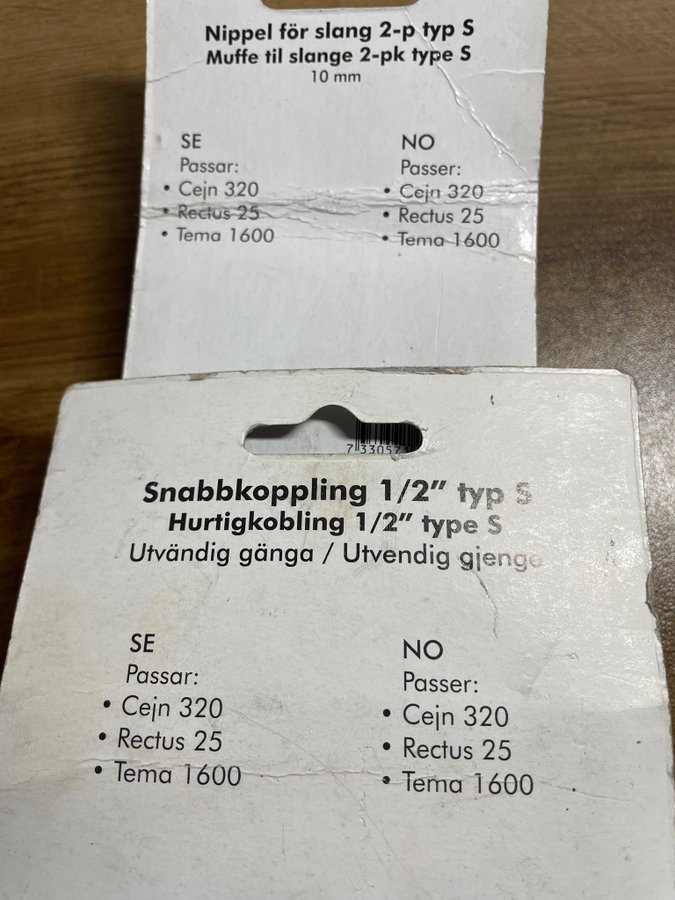 Nippel för slang 2-p typ S
Muffe til slange 2-pk type S
10 mm
SE
Passar:
• Cejn 320
• Rectus 25
• Tema 1600
NO
Passer:
• Cejn 320
• Rectus 25
• Tema 1600
7 33057
Snabbkoppling 1/2" typ S
Hurtigkobling 1/2" type S
Utvändig gänga / Utvendig gjenge
SE
Passar:
• Cejn 320
• Rectus 25
• Tema 1600
NO
Passer:
• Cejn 320
• Rectus 25
• Tema 1600